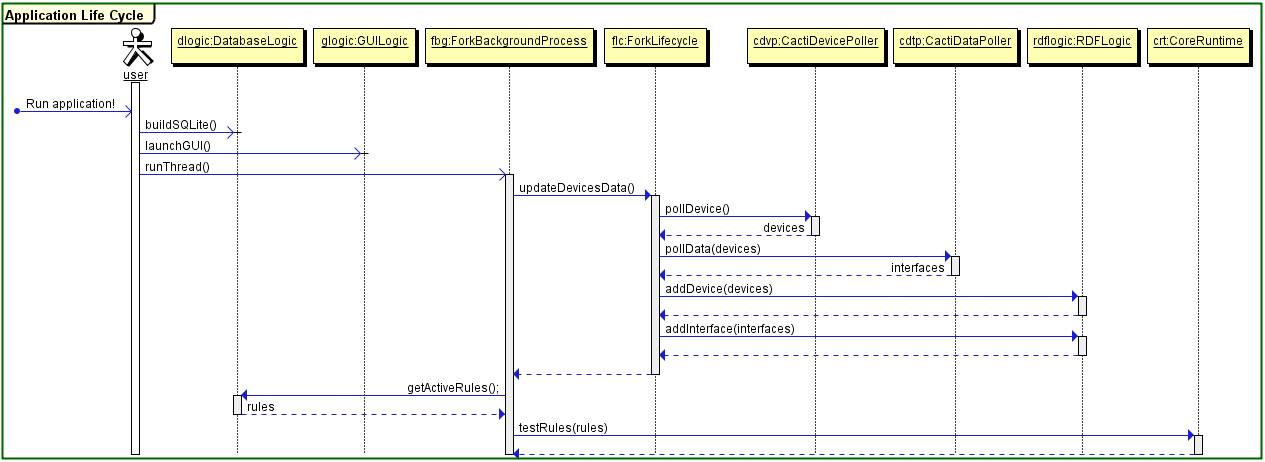 Application Life Cycle
user
dlogic:DatabaseLogic
glogic:GUILogic
fbg:ForkBackgroundProcess
flc:ForkLifecycle
cdvp:CactiDevicePoller
cdtp:CactiDataPoller
rdflogic:RDFLogic
crt:CoreRuntime
Run application!
buildSQLite()
launchGUI()
runThread()
updateDevicesData()
pollDevice()
devices
pollData(devices)
interfaces
addDevice(devices)
addInterface(interfaces)
getActiveRules();
rules
testRules(rules)